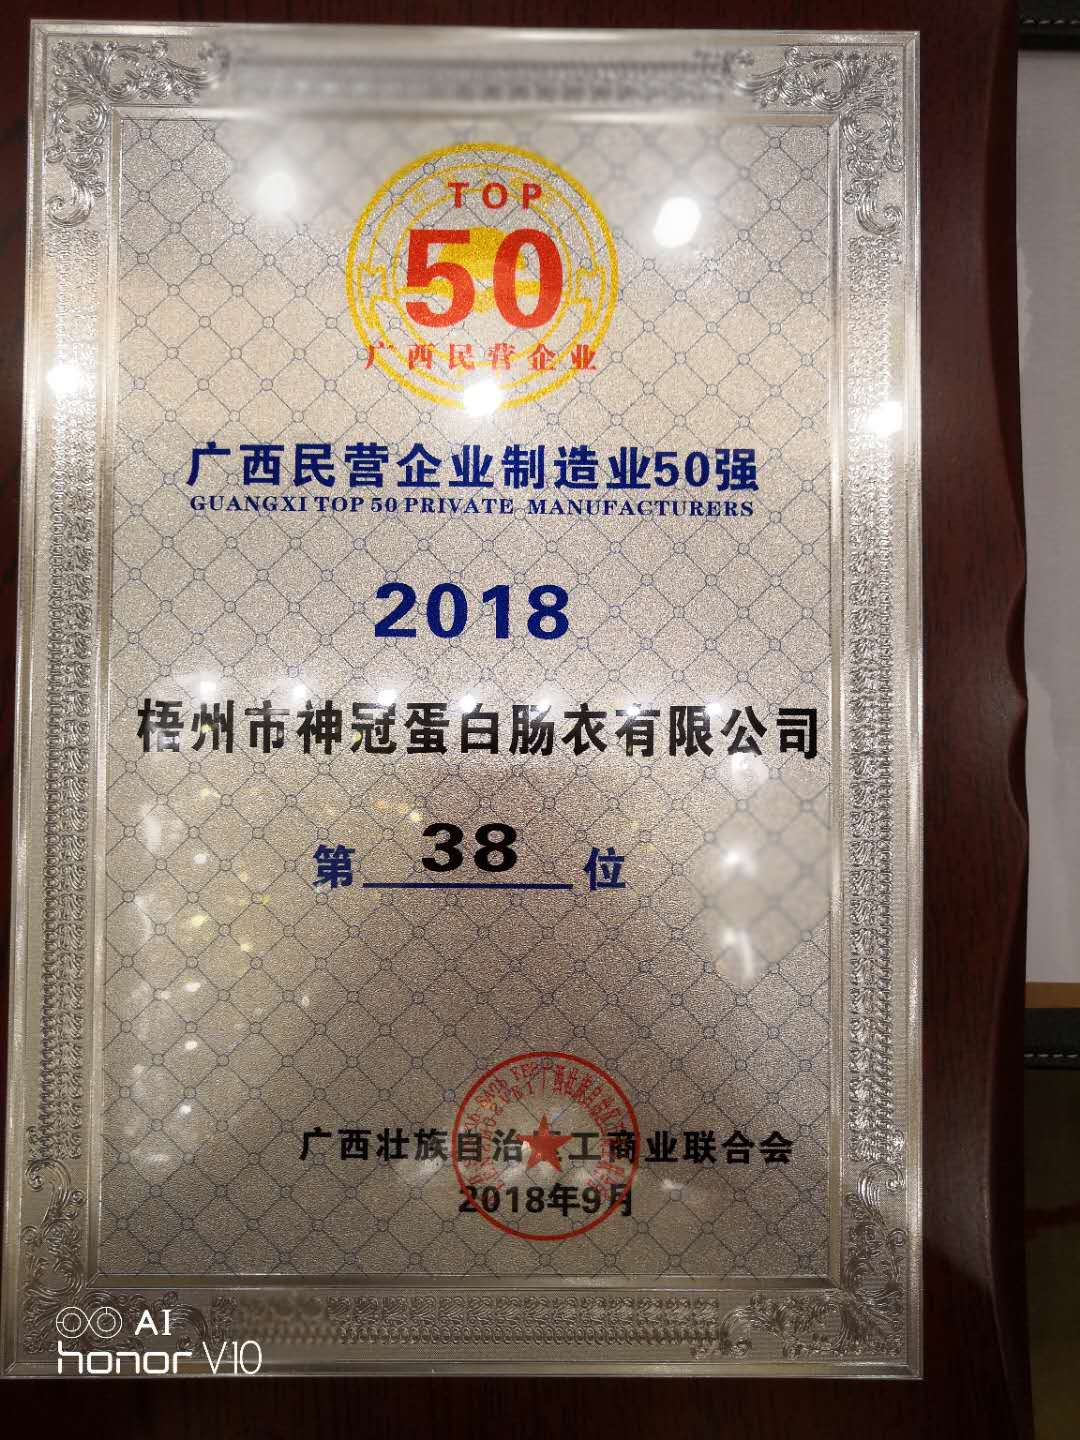 TOP
50
广西民营企业
广西民营企业制造业50强
GUANGXI TOP 50 PRIVATE MANUFACTURERS
2018
梧州市神冠蛋白肠衣有限公司
第 38 位
广西壮族自治区工商业联合会
2018年9月
AI
honor V10